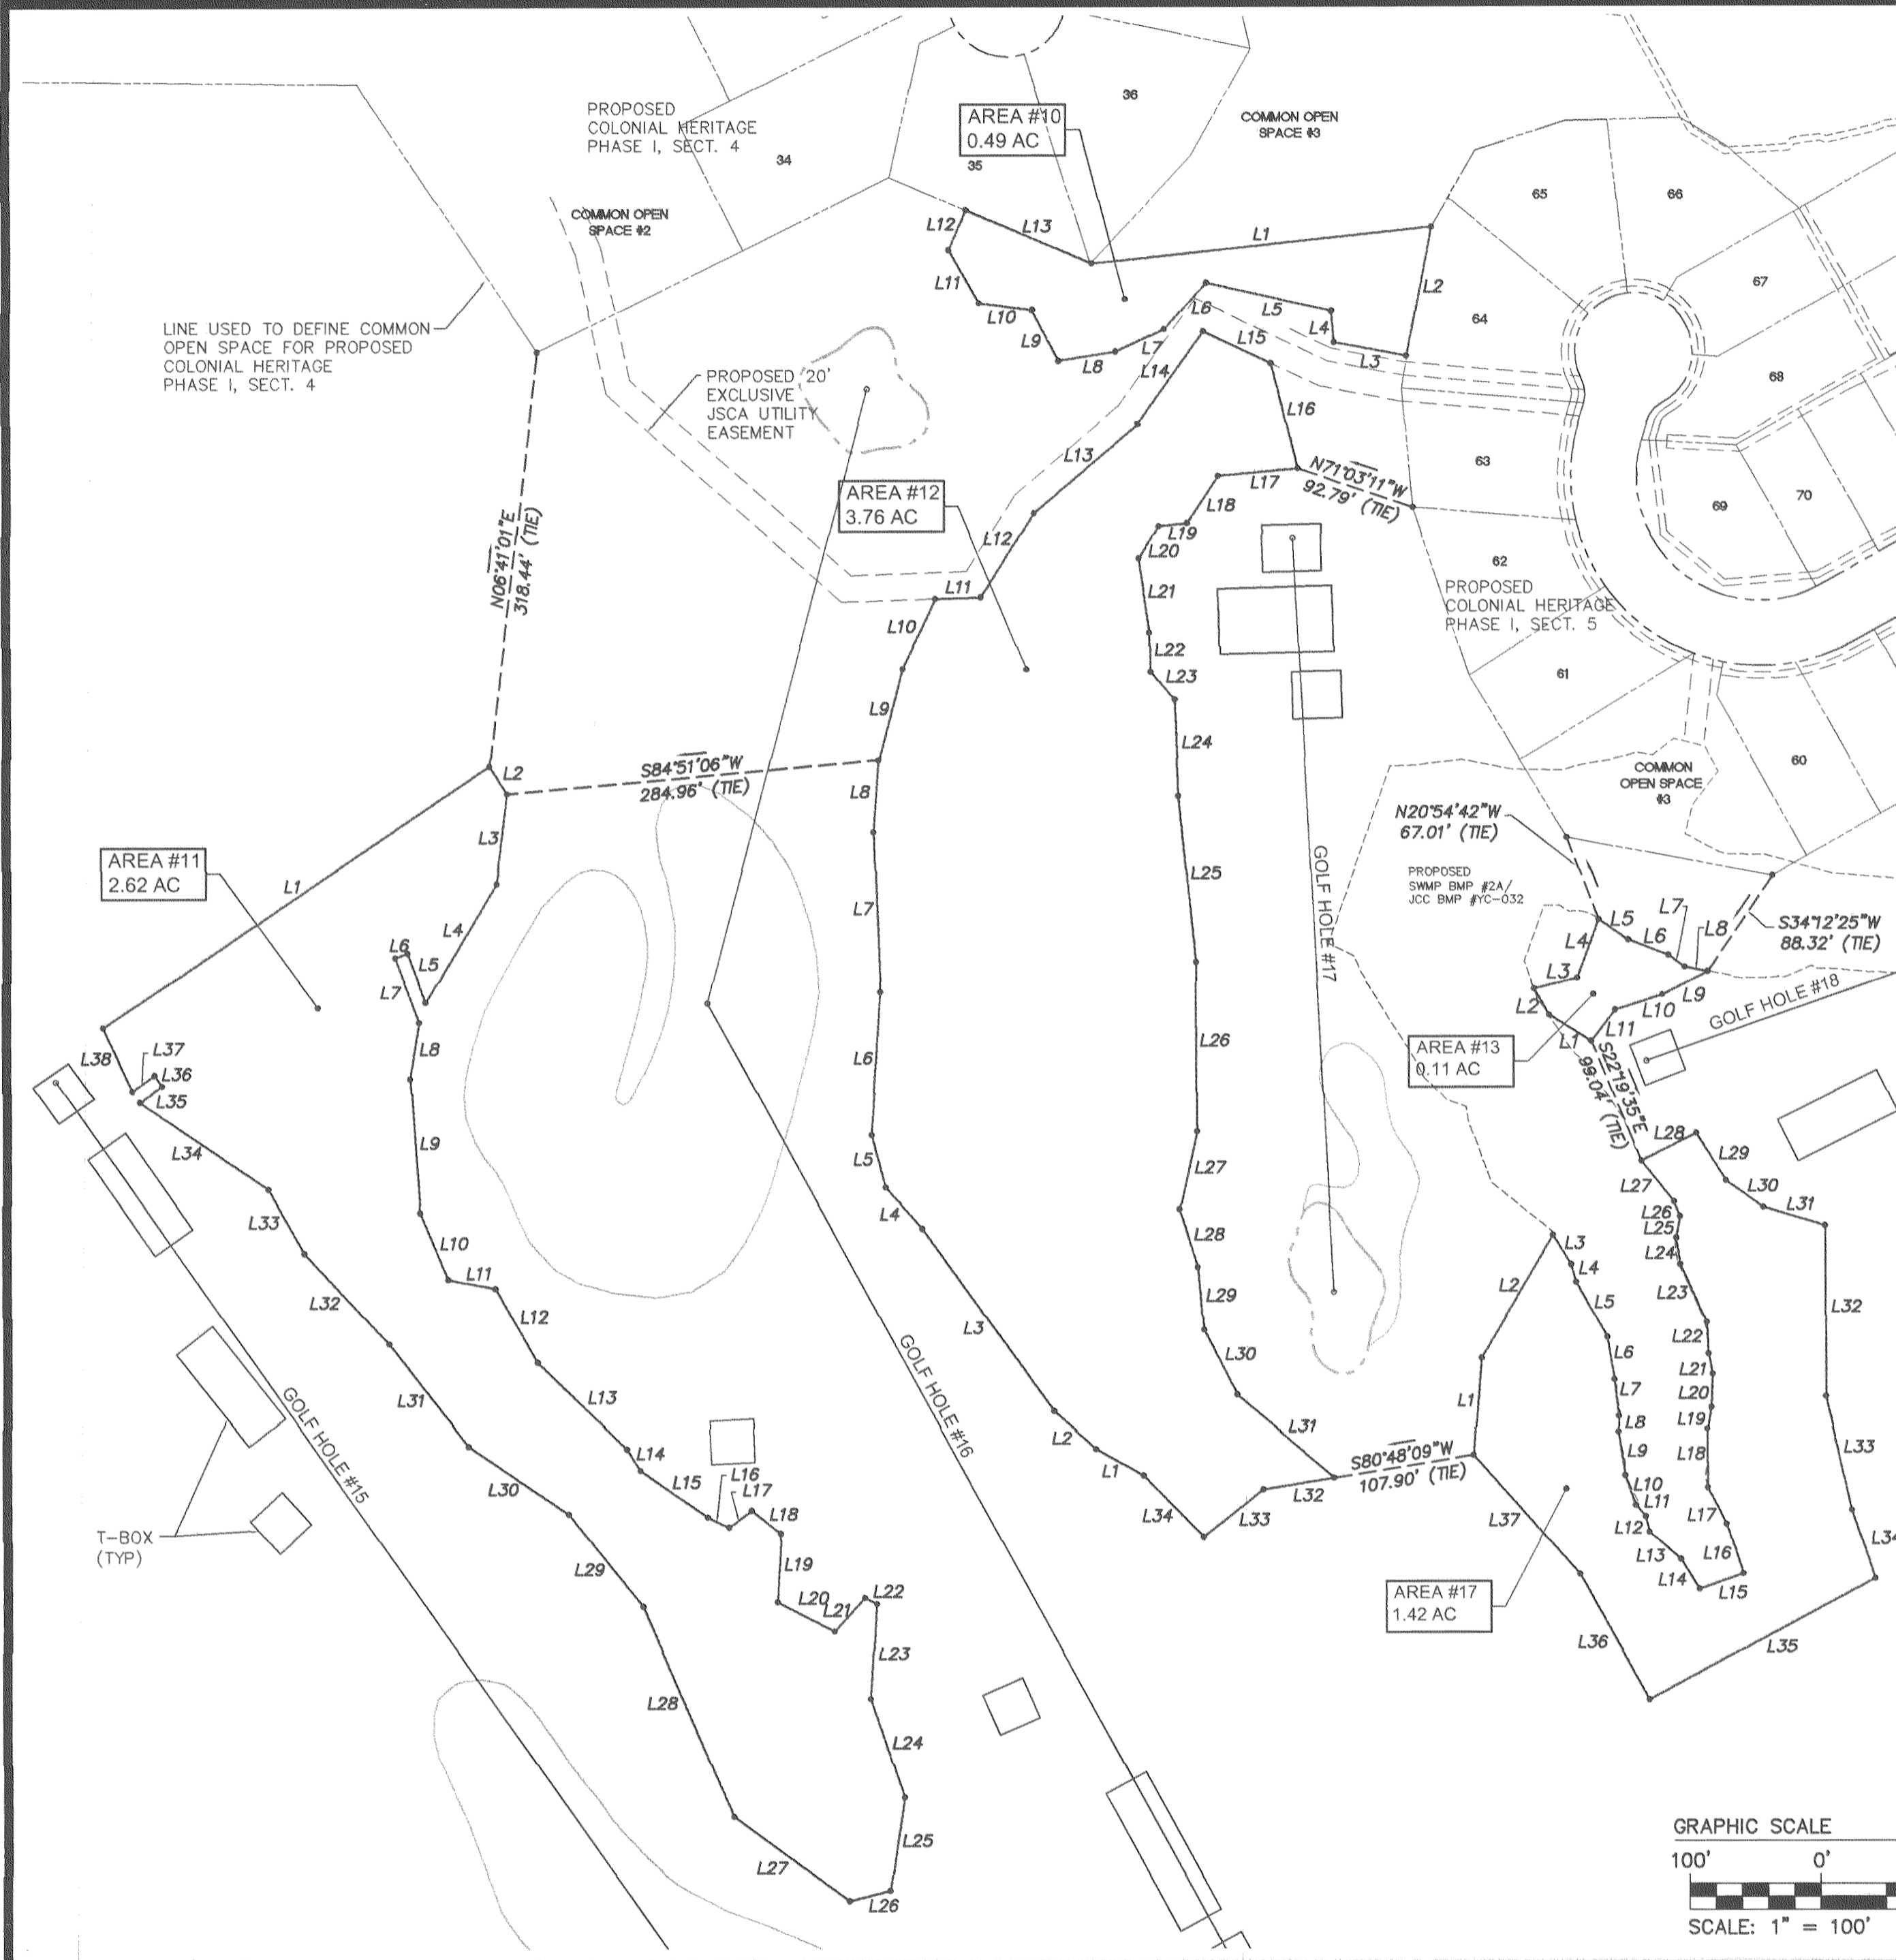 PROPOSED
COLONIAL HERITAGE
PHASE I, SECT. 4
34
35
36
AREA #10
0.49 AC
COMMON OPEN
SPACE #3
65
66
67
64
68
63
69
70
62
61
60
COMMON OPEN
SPACE #2
L12
L13
L1
L2
L11
L10
L9
L8
L7
L6
L5
L4
L3
LINE USED TO DEFINE COMMON
OPEN SPACE FOR PROPOSED
COLONIAL HERITAGE
PHASE I, SECT. 4
PROPOSED 20'
EXCLUSIVE
JSCA UTILITY
EASEMENT
AREA #12
3.76 AC
N06°41'01"E
318.44' (TIE)
N71°03'11"W
92.79' (TIE)
L14
L15
L16
L13
L17
L18
L19
L20
L12
L11
L21
L10
L22
L23
L9
L24
L8
L25
L7
L26
L6
L27
L5
L4
L28
L29
L3
L30
L31
L2
L1
L32
L33
L34
PROPOSED
COLONIAL HERITAGE
PHASE I, SECT. 5
COMMON
OPEN SPACE
#3
S84°51'06"W
284.96' (TIE)
N20°54'42"W
67.01' (TIE)
PROPOSED
SWMP BMP #2A/
JCC BMP #YC-032
S34°12'25"W
88.32' (TIE)
GOLF HOLE #17
GOLF HOLE #18
AREA #11
2.62 AC
L1
L2
L3
L4
L6
L5
L7
L8
L38
L37
L36
L35
L34
L9
L33
L10
L11
L32
L12
L31
L13
L14
L30
L15
L16
L17
L18
L29
L19
L20
L21
L22
L28
L23
L24
L27
L25
L26
AREA #13
0.11 AC
L5
L7
L6
L8
L4
L3
L2
L9
L10
L11
L1
S22°19'35"E
99.04' (TIE)
L28
L29
L27
L30
L26
L31
L25
L24
L3
L4
L2
L23
L5
L32
L22
L6
L21
L7
L20
L1
L8
L19
L9
L18
L33
L10
L11
L17
L12
L34
L13
L16
L14
L15
L37
L36
L35
S80°48'09"W
107.90' (TIE)
AREA #17
1.42 AC
GOLF HOLE #15
GOLF HOLE #16
T-BOX
(TYP)
GRAPHIC SCALE
100' 0'
SCALE: 1" = 100'